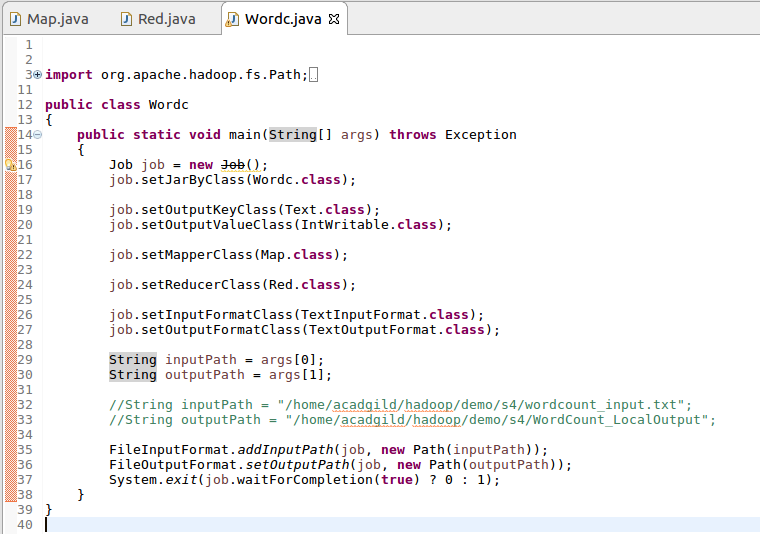 Map.java Red.java Wordc.java
1
2
3 import org.apache.hadoop.fs.Path;
11
12 public class Wordc
13 {
14 public static void main(String[] args) throws Exception
15 {
16 Job job = new Job();
17 job.setJarByClass(Wordc.class);
18
19 job.setOutputKeyClass(Text.class);
20 job.setOutputValueClass(IntWritable.class);
21
22 job.setMapperClass(Map.class);
23
24 job.setReducerClass(Red.class);
25
26 job.setInputFormatClass(TextInputFormat.class);
27 job.setOutputFormatClass(TextOutputFormat.class);
28
29 String inputPath = args[0];
30 String outputPath = args[1];
31
32 //String inputPath = "/home/acadgild/hadoop/demo/s4/wordcount_input.txt";
33 //String outputPath = "/home/acadgild/hadoop/demo/s4/WordCount_LocalOutput";
34
35 FileInputFormat.addInputPath(job, new Path(inputPath));
36 FileOutputFormat.setOutputPath(job, new Path(outputPath));
37 System.exit(job.waitForCompletion(true) ? 0 : 1);
38 }
39 }
40